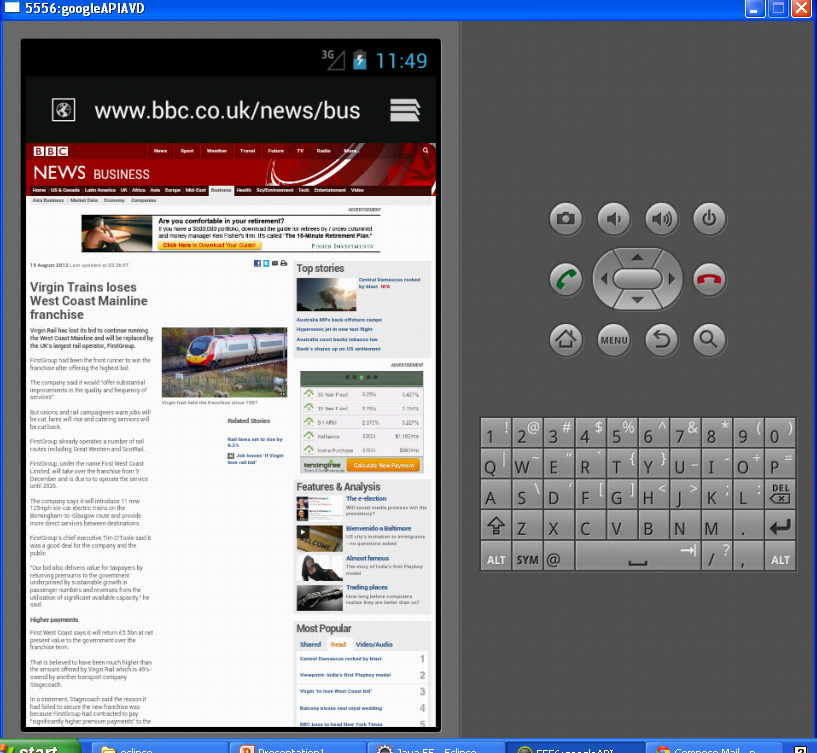 5556:googleAPIAVD
3G 11:49
www.bbc.co.uk/news/bus
BBC News Sport Weather Travel Future TV Radio More...
NEWS BUSINESS
Home US & Canada Latin America UK Africa Asia Europe Mid-East Business Health Sci/Environment Tech Entertainment Video
Asia Business Market Data Economy Companies
ADVERTISEMENT
Are you comfortable in your retirement?
If you have a $500,000 portfolio, download the guide for retirees by Forbes columnist
and money manager Ken Fisher's firm. It's called "The 15-Minute Retirement Plan."
Click Here to Download Your Guide!
FISHER INVESTMENTS
15 August 2012 Last updated at 02:36 ET
Virgin Trains loses
West Coast Mainline
franchise
Virgin Rail has lost its bid to continue running
the West Coast Mainline and will be replaced by
the UK's largest rail operator, FirstGroup.
FirstGroup had been the front runner to win the
franchise after offering the highest bid.
The company said it would "offer substantial
improvements in the quality and frequency of
services".
But unions and rail campaigners warn jobs will
be cut, fares will rise and catering services will
be cut back.
FirstGroup already operates a number of rail
routes including Great Western and ScotRail.
FirstGroup, under the name First West Coast
Limited, will take over the franchise from 9
December and is due to to operate the service
until 2026.
The company says it will introduce 11 new
125mph six-car electric trains on the
Birmingham-to-Glasgow route and provide
more direct services between destinations.
FirstGroup's chief executive Tim O'Toole said it
was a good deal for the company and the
public.
"Our bid also delivers value for taxpayers by
returning premiums to the government
underpinned by sustainable growth in
passenger numbers and revenues from the
utilisation of significant available capacity," he
said.
Higher payments
First West Coast says it will return £5.5bn at net
present value to the government over the
franchise term.
That is believed to have been much higher than
the amount offered by Virgin Rail which is 49%-
owned by another transport company
Stagecoach.
In a statement, Stagecoach said the reason it
had failed to secure the new franchise was
because FirstGroup had contracted to pay
"significantly higher premium payments" to the
Virgin had held the franchise since 1997
Related Stories
Rail fares set to rise by
6.2%
Job losses 'if Virgin
lose rail bid'
Top stories
Central Damascus rocked
by blast NEW
Australia MPs back offshore camps
Hypersonic jet in new test flight
Australia court backs tobacco law
Bank's shares up on US settlement
ADVERTISEMENT
30 Year Fixed 3.427%
5/1 ARM 2.375% 3.227%
Refinance $200k
Home Purchase
lendingtree Calculate New Payment
Features & Analysis
The e-election
Will social media prowess win the
presidency?
Bienvenido a Baltimore
US city's invitation to immigrants
- no questions asked
Almost famous
The story of India's first Playboy
model
Trading places
How long before computers
realise they are better than us?
Most Popular
Shared Read Video/Audio
Central Damascus rocked by blast 1
Viewpoint: India's first Playboy model 2
Virgin 'to lose West Coast bid' 3
Balcony kisses seal royal wedding 4
BBC boss to head New York Times 5
MENU
1 ! 2 @ 3 # 4 $ 5 % 6 ^ 7 & 8 * 9 ( 0 )
Q W ~ E " R ` T { Y } U _ I - O + P =
A S \ D ' F [ G ] H < J > K ; L : DEL
Z X C V B N M .
ALT SYM @ / ? , ALT
start eclipse Presentation1 Java EE - Eclipse 5556:googleAPI... Compose Mail - p...